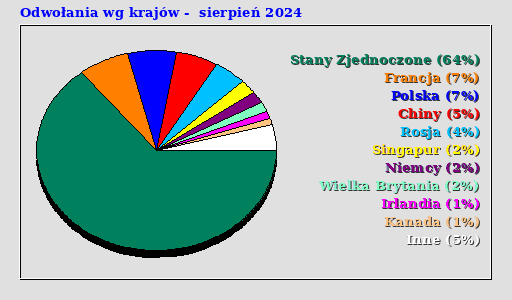 Odwołania wg krajów - sierpień 2024
Stany Zjednoczone (64%)
Francja (7%)
Polska (7%)
Chiny (5%)
Rosja (4%)
Singapur (2%)
Niemcy (2%)
Wielka Brytania (2%)
Irlandia (1%)
Kanada (1%)
Inne (5%)